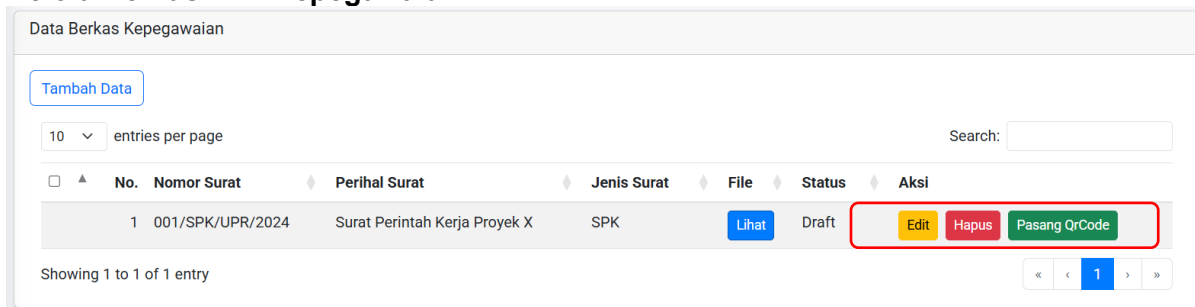 Data Berkas Kepegawaian
Tambah Data
10 entries per page Search:
No. Nomor Surat Perihal Surat Jenis Surat File Status Aksi
1 001/SPK/UPR/2024 Surat Perintah Kerja Proyek X SPK Lihat Draft Edit Hapus Pasang QrCode
Showing 1 to 1 of 1 entry « ‹ 1 › »